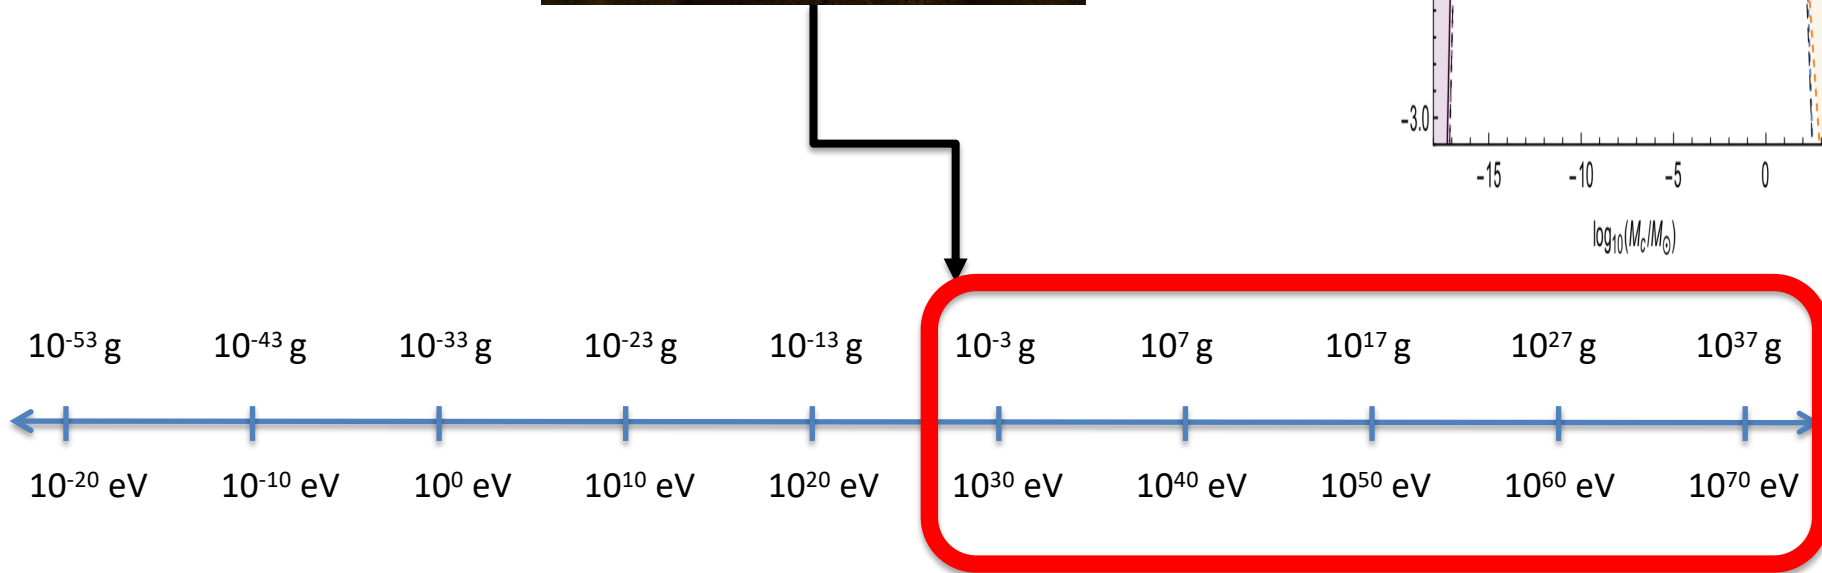 −3.0
−15 −10 −5 0
log₁₀(M_c/M_☉)
10⁻⁵³ g 10⁻⁴³ g 10⁻³³ g 10⁻²³ g 10⁻¹³ g 10⁻³ g 10⁷ g 10¹⁷ g 10²⁷ g 10³⁷ g
10⁻²⁰ eV 10⁻¹⁰ eV 10⁰ eV 10¹⁰ eV 10²⁰ eV 10³⁰ eV 10⁴⁰ eV 10⁵⁰ eV 10⁶⁰ eV 10⁷⁰ eV